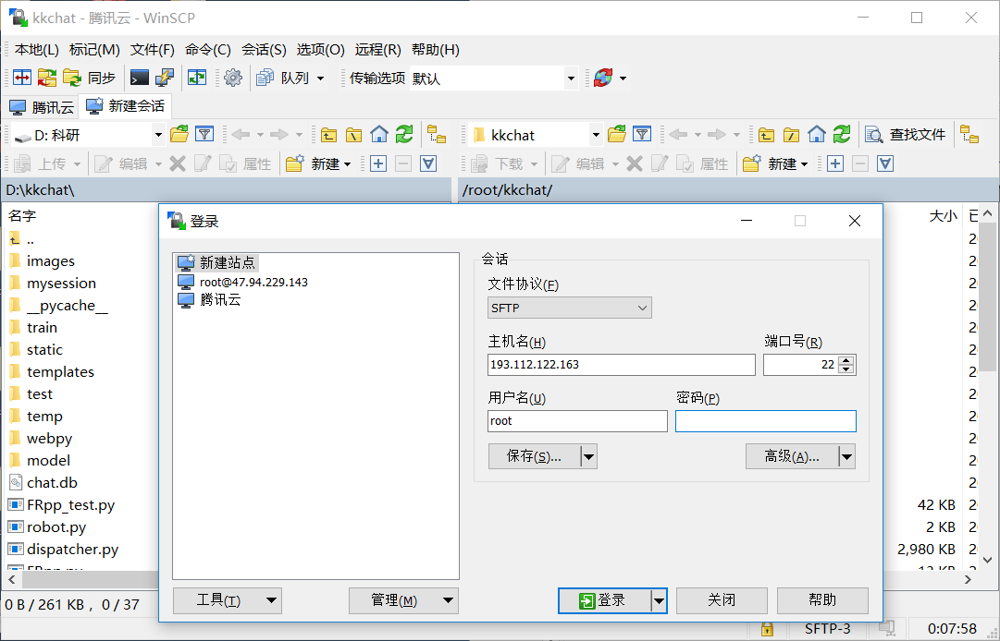 kkchat - 腾讯云 - WinSCP
本地(L) 标记(M) 文件(F) 命令(C) 会话(S) 选项(O) 远程(R) 帮助(H)
同步 队列 传输选项 默认
腾讯云 新建会话
D: 科研 kkchat 查找文件
上传 编辑 属性 新建 下载 编辑 属性 新建
D:\kkchat\ /root/kkchat/
名字 大小
登录
..
images
mysession
__pycache__
train
static
templates
test
temp
webpy
model
chat.db
FRpp_test.py
robot.py
dispatcher.py
新建站点
root@47.94.229.143
腾讯云
会话
文件协议(F)
SFTP
主机名(H) 端口号(R)
193.112.122.163 22
用户名(U) 密码(P)
root
保存(S)... 高级(A)...
42 KB
2 KB
2,980 KB
工具(T) 管理(M) 登录 关闭 帮助
0 B / 261 KB， 0 / 37 SFTP-3 0:07:58